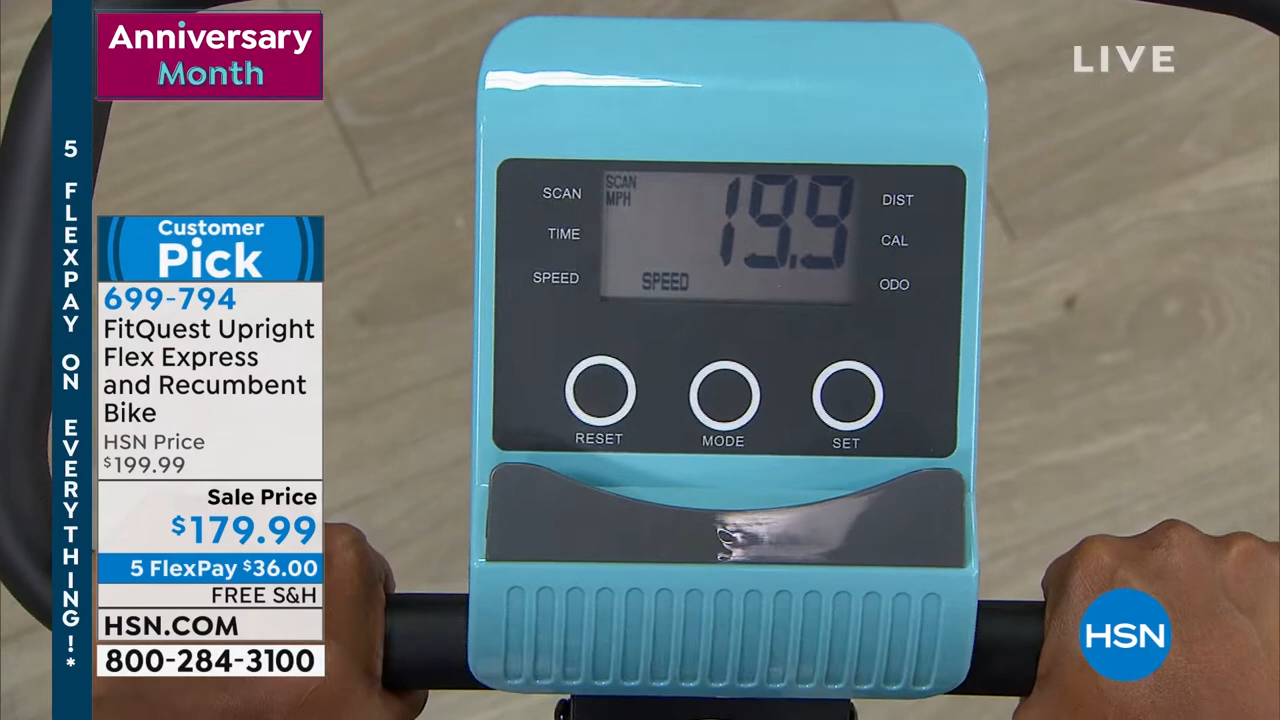 Anniversary
Month
LIVE
5 FLEXPAY ON EVERYTHING!*
Customer
Pick
699-794
FitQuest Upright
Flex Express
and Recumbent
Bike
HSN Price
$199.99
Sale Price
$179.99
5 FlexPay $36.00
FREE S&H
HSN.COM
800-284-3100
SCAN
TIME
SPEED
SCAN
MPH
19.9
SPEED
DIST
CAL
ODO
RESET
MODE
SET
HSN